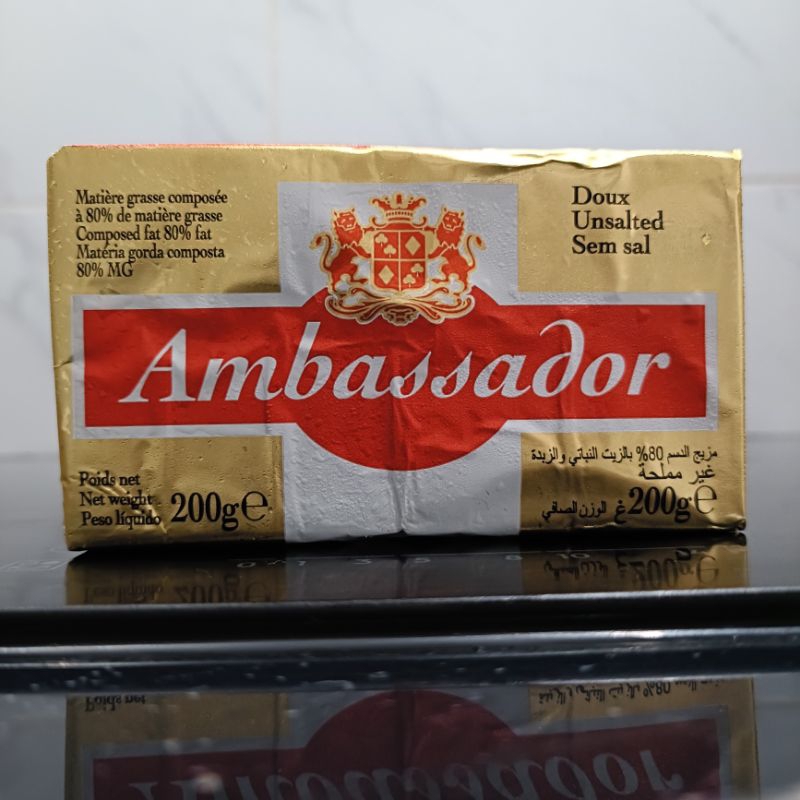 Matière grasse composée
à 80% de matière grasse
Composed fat 80% fat
Matéria gorda composta
80% MG
Doux
Unsalted
Sem sal
Ambassador
Poids net
Net weight
Peso líquido
200g℮
مزيج الدسم 80% بالزيت النباتي والزبدة
غير مملحة
الوزن الصافي 200g℮ غ